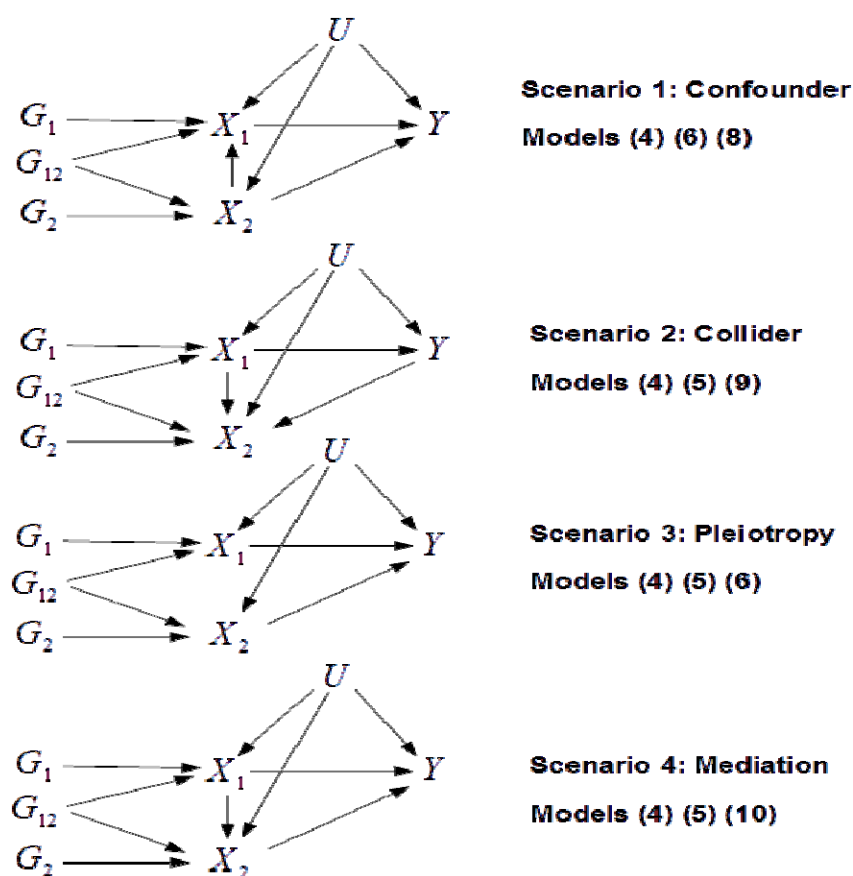 U
Scenario 1: Confounder
G1
X1
Y
Models (4) (6) (8)
G12
G2
X2
U
Scenario 2: Collider
G1
X1
Y
Models (4) (5) (9)
G12
G2
X2
U
Scenario 3: Pleiotropy
G1
X1
Y
Models (4) (5) (6)
G12
G2
X2
U
Scenario 4: Mediation
G1
X1
Y
Models (4) (5) (10)
G12
G2
X2